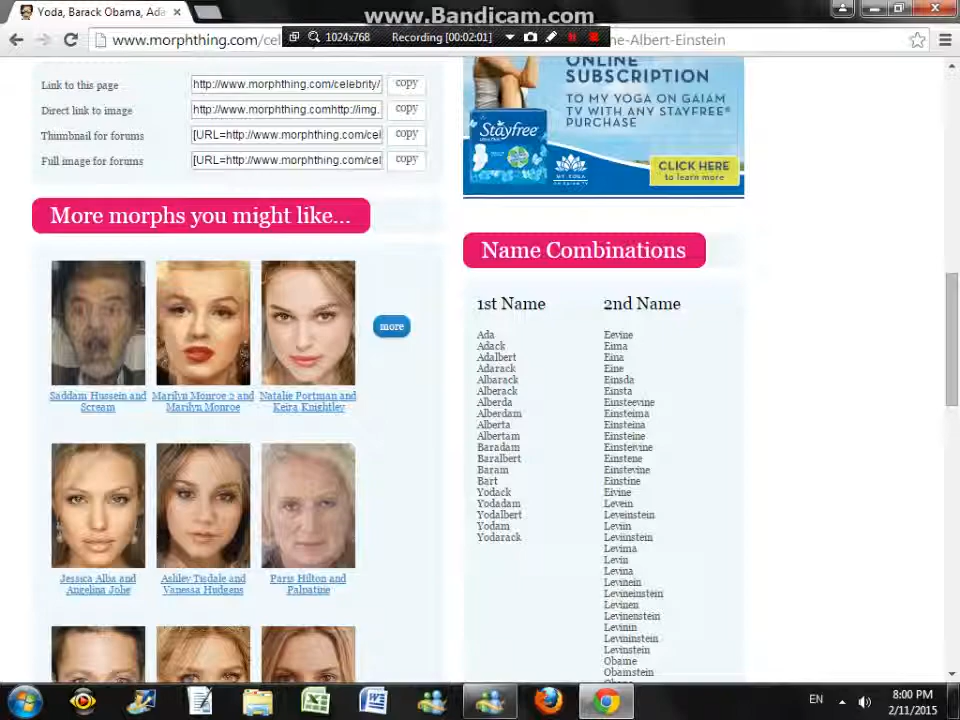 www.Bandicam.com
Yoda, Barack Obama, Ada
www.morphthing.com/cel
1024x768
Recording [00:02:01]
ne-Albert-Einstein
Link to this page
http://www.morphthing.com/celebrity/
copy
Direct link to image
http://www.morphthing.comhttp://img.
copy
Thumbnail for forums
[URL=http://www.morphthing.com/cel
copy
Full image for forums
[URL=http://www.morphthing.com/cel
copy
More morphs you might like...
Saddam Hussein and
Scream
Marilyn Monroe 2 and
Marilyn Monroe
Natalie Portman and
Keira Knightley
more
Jessica Alba and
Angelina Jolie
Ashley Tisdale and
Vanessa Hudgens
Paris Hilton and
Palpatine
ONLINE
SUBSCRIPTION
TO MY YOGA ON GAIAM
TV WITH ANY STAYFREE®
PURCHASE
Stayfree
MY YOGA
CLICK HERE
to learn more
Name Combinations
1st Name
Ada
Adack
Adalbert
Adarack
Albarack
Alberack
Alberda
Alberdam
Alberta
Albertam
Baradam
Baralbert
Baram
Bart
Yodack
Yodadam
Yodalbert
Yodam
Yodarack
2nd Name
Eevine
Eima
Eina
Eine
Einsda
Einsta
Einsteevine
Einsteima
Einsteina
Einsteine
Einsteivine
Einstene
Einstevine
Einstine
Eivine
Levein
Leveinstein
Leviin
Leviinstein
Levima
Levin
Levina
Levinein
Levineinstein
Levinen
Levinenstein
Levinin
Levininstein
Levinstein
Obame
Obamstein
EN
8:00 PM
2/11/2015